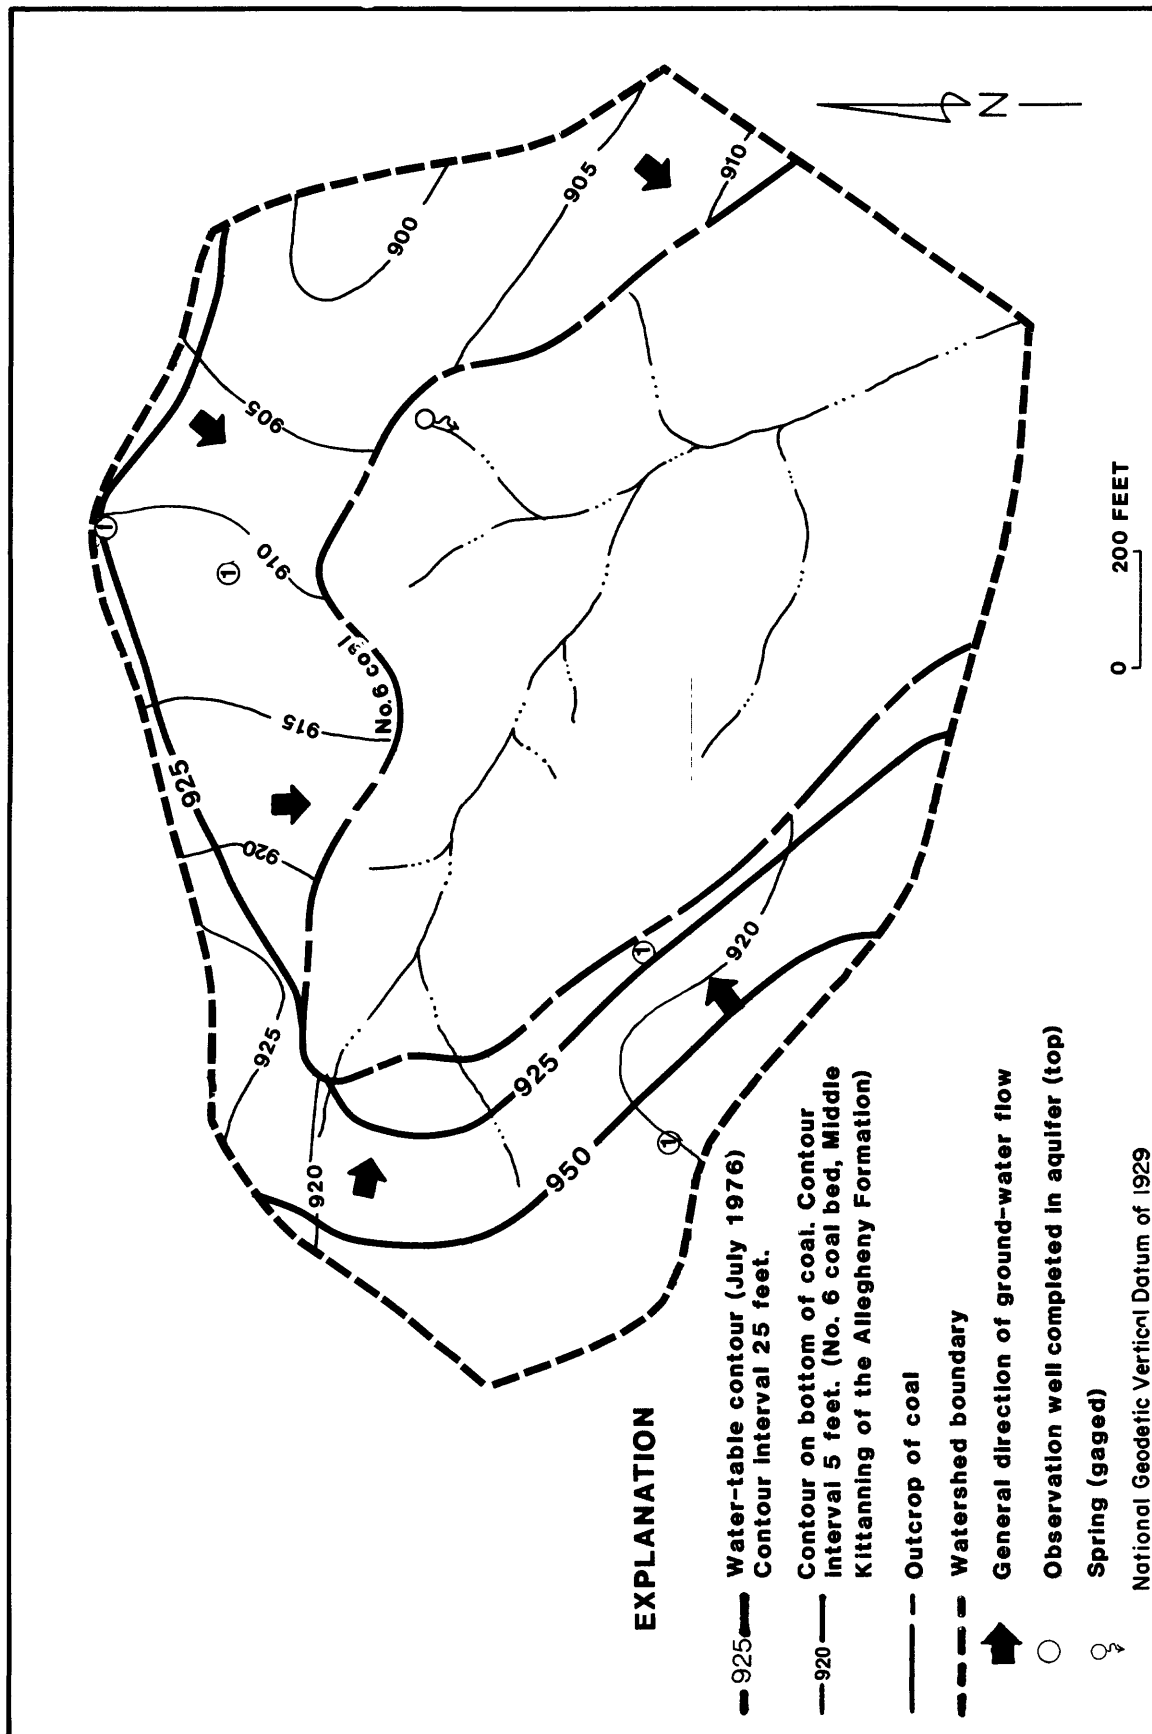 900
905
905
910
910
915
No. 6 coal
920
925
925
920
920
925
950
1
1
1
1
N
0 200 FEET
EXPLANATION
925 Water-table contour (July 1976)
Contour interval 25 feet.
920 Contour on bottom of coal. Contour
interval 5 feet. (No. 6 coal bed, Middle
Kittanning of the Allegheny Formation)
Outcrop of coal
Watershed boundary
General direction of ground-water flow
Observation well completed in aquifer (top)
Spring (gaged)
National Geodetic Vertical Datum of 1929